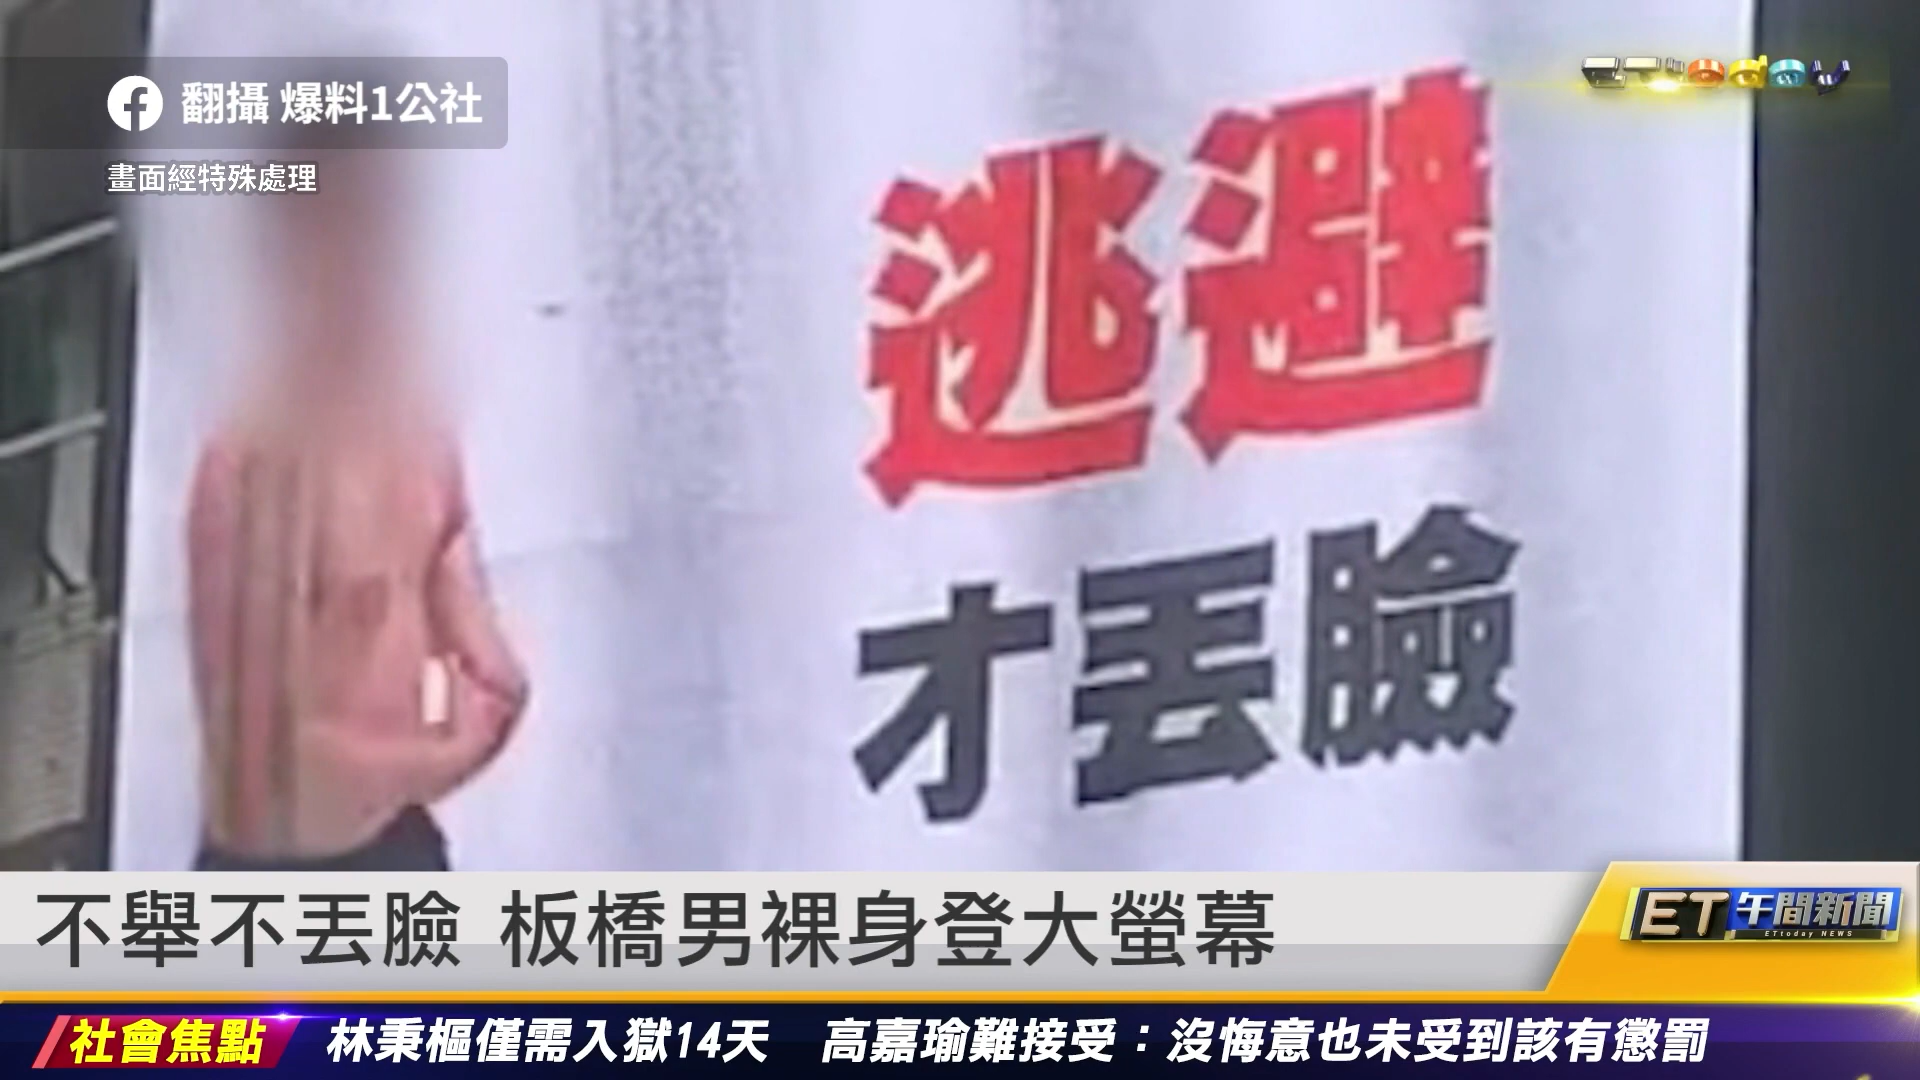 翻攝 爆料1公社
畫面經特殊處理
ETtoday
逃避
才丟臉
不舉不丟臉 板橋男裸身登大螢幕
ET午間新聞
ETtoday NEWS
社會焦點 林秉樞僅需入獄14天 高嘉瑜難接受：沒悔意也未受到該有懲罰